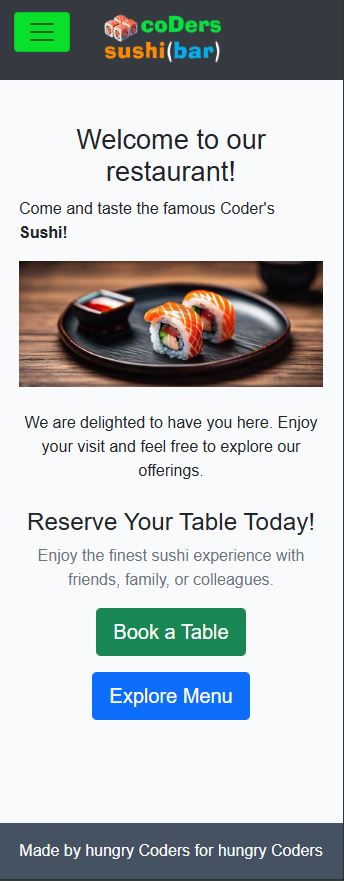 coDers
sushi(bar)
Welcome to our
restaurant!
Come and taste the famous Coder's
Sushi!
We are delighted to have you here. Enjoy
your visit and feel free to explore our
offerings.
Reserve Your Table Today!
Enjoy the finest sushi experience with
friends, family, or colleagues.
Book a Table
Explore Menu
Made by hungry Coders for hungry Coders